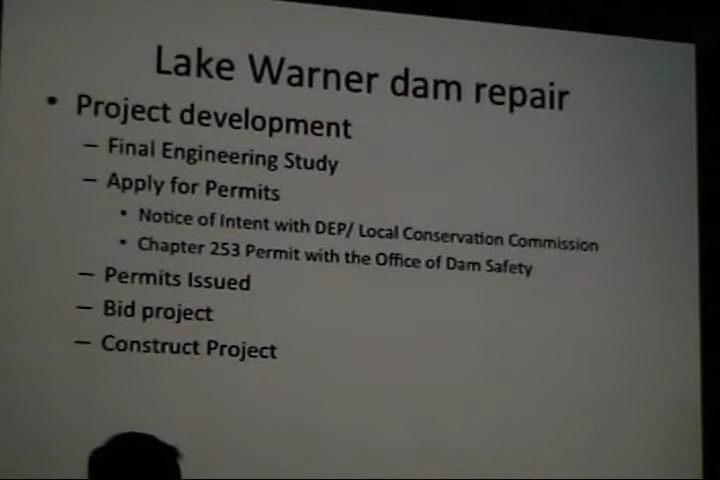 Lake Warner dam repair
• Project development
– Final Engineering Study
– Apply for Permits
• Notice of Intent with DEP/ Local Conservation Commission
• Chapter 253 Permit with the Office of Dam Safety
– Permits Issued
– Bid project
– Construct Project